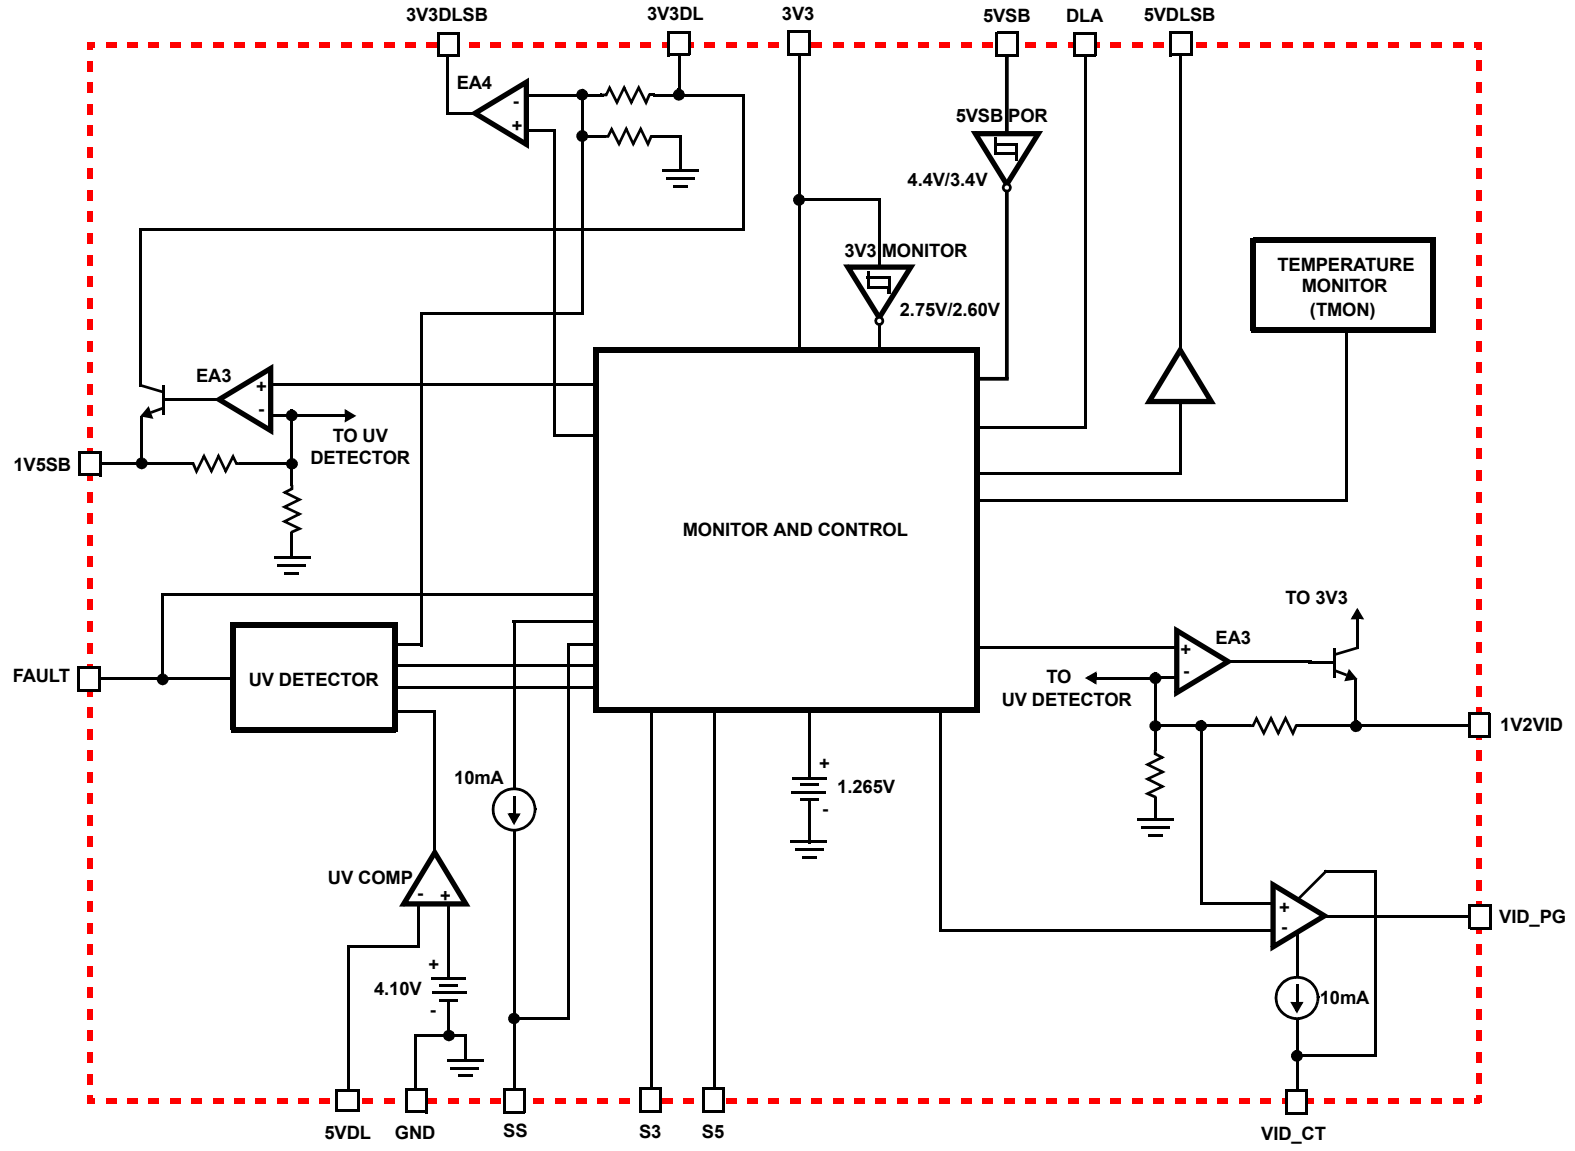 3V3DLSB 3V3DL 3V3 5VSB DLA 5VDLSB
EA4
-
+
5VSB POR
4.4V/3.4V
3V3 MONITOR
2.75V/2.60V
TEMPERATURE
MONITOR
(TMON)
EA3
+
-
TO UV
DETECTOR
1V5SB
MONITOR AND CONTROL
TO 3V3
EA3
+
-
TO
UV DETECTOR
FAULT
UV DETECTOR
1V2VID
10mA
+
1.265V
-
UV COMP
- +
+
4.10V
-
+
-
VID_PG
10mA
5VDL GND SS S3 S5 VID_CT